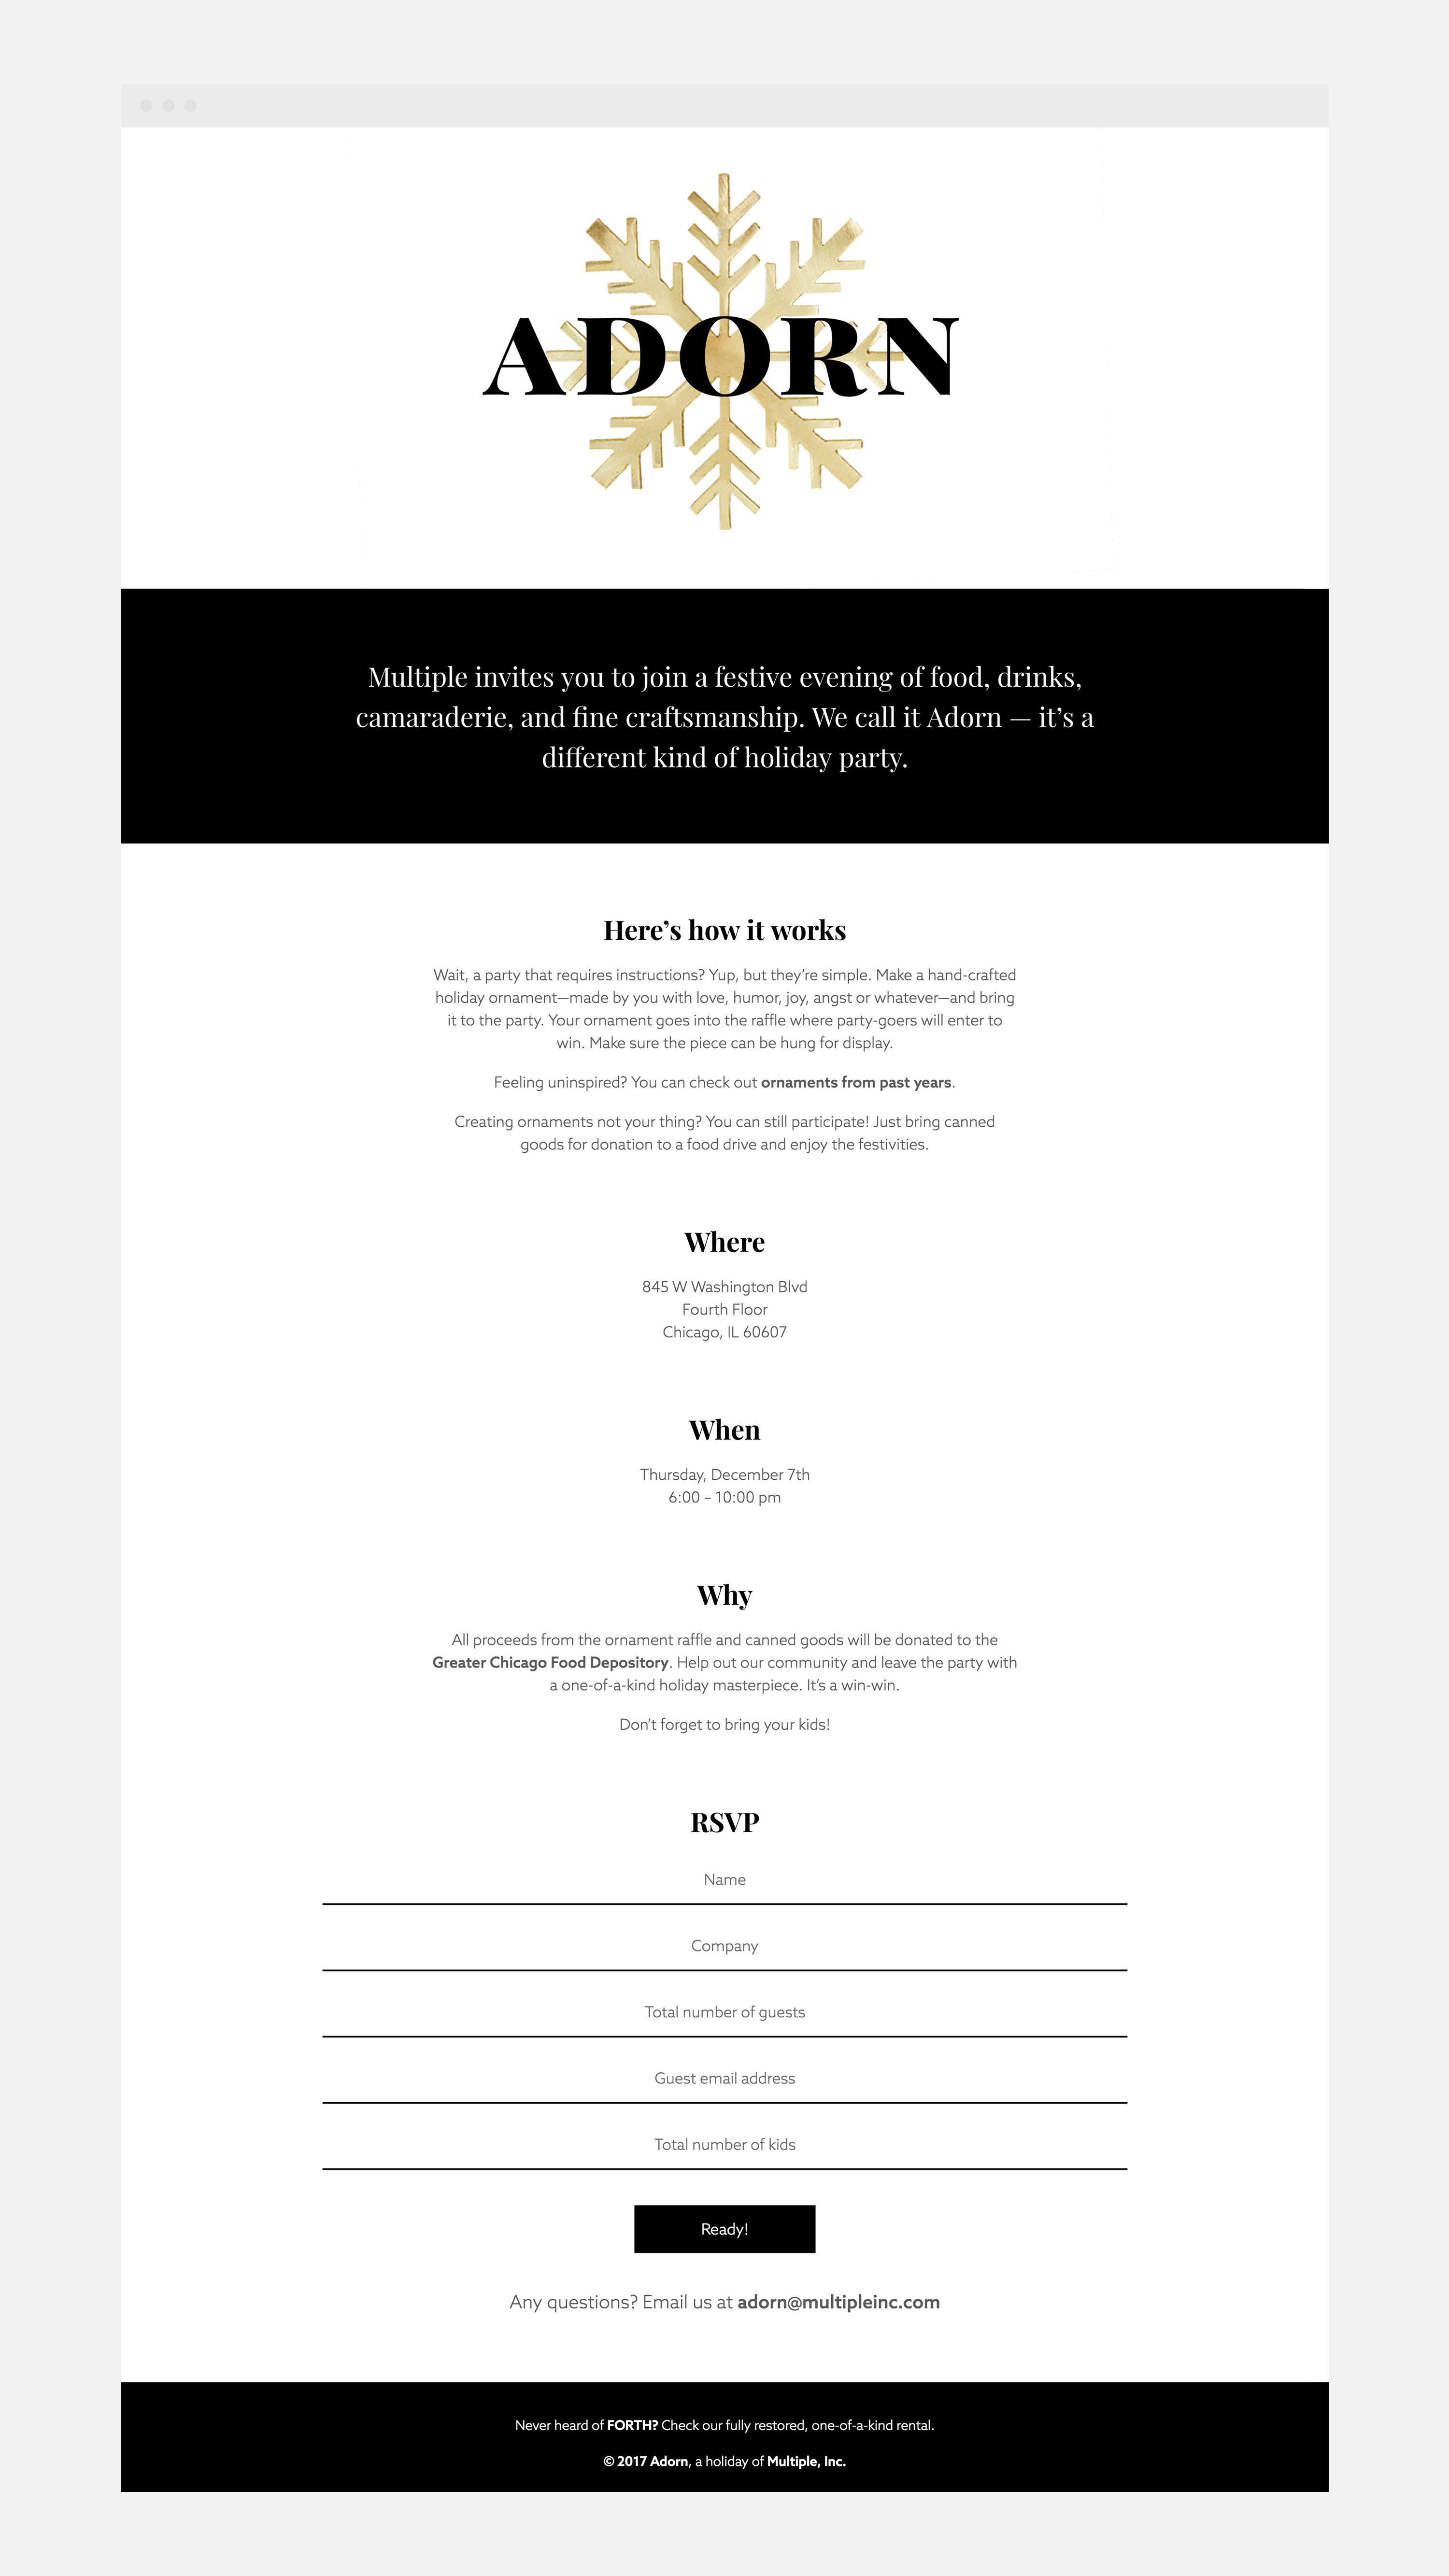 ADORN
Multiple invites you to join a festive evening of food, drinks,
camaraderie, and fine craftsmanship. We call it Adorn — it’s a
different kind of holiday party.
Here’s how it works
Wait, a party that requires instructions? Yup, but they’re simple. Make a hand-crafted
holiday ornament—made by you with love, humor, joy, angst or whatever—and bring
it to the party. Your ornament goes into the raffle where party-goers will enter to
win. Make sure the piece can be hung for display.
Feeling uninspired? You can check out ornaments from past years.
Creating ornaments not your thing? You can still participate! Just bring canned
goods for donation to a food drive and enjoy the festivities.
Where
845 W Washington Blvd
Fourth Floor
Chicago, IL 60607
When
Thursday, December 7th
6:00 – 10:00 pm
Why
All proceeds from the ornament raffle and canned goods will be donated to the
Greater Chicago Food Depository. Help out our community and leave the party with
a one-of-a-kind holiday masterpiece. It’s a win-win.
Don’t forget to bring your kids!
RSVP
Name
Company
Total number of guests
Guest email address
Total number of kids
Ready!
Any questions? Email us at adorn@multipleinc.com
Never heard of FORTH? Check our fully restored, one-of-a-kind rental.
© 2017 Adorn, a holiday of Multiple, Inc.